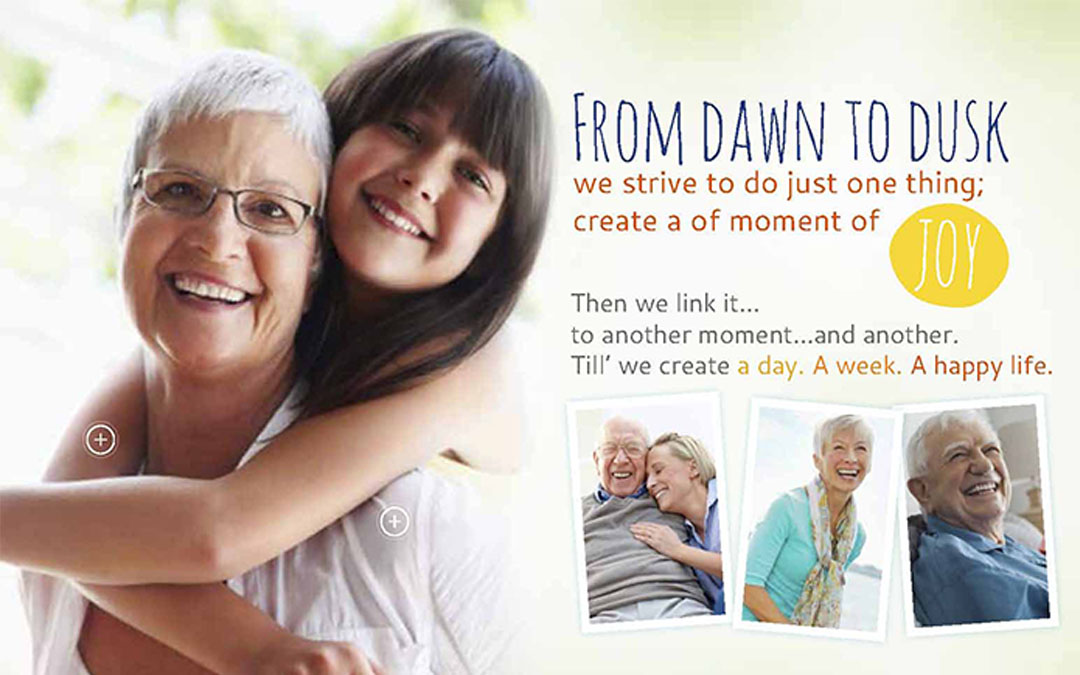 FROM DAWN TO DUSK
we strive to do just one thing;
create a of moment of JOY
Then we link it...
to another moment...and another.
Till’ we create a day. A week. A happy life.